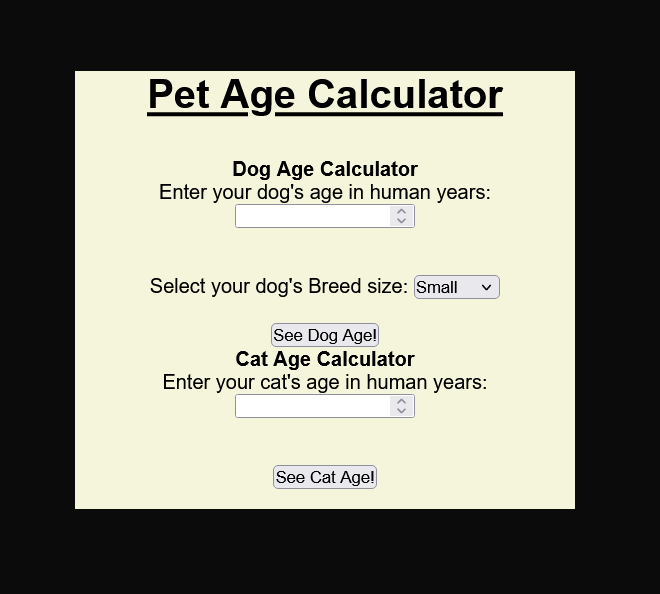 Pet Age Calculator
Dog Age Calculator
Enter your dog's age in human years:
Select your dog's Breed size: Small
See Dog Age!
Cat Age Calculator
Enter your cat's age in human years:
See Cat Age!